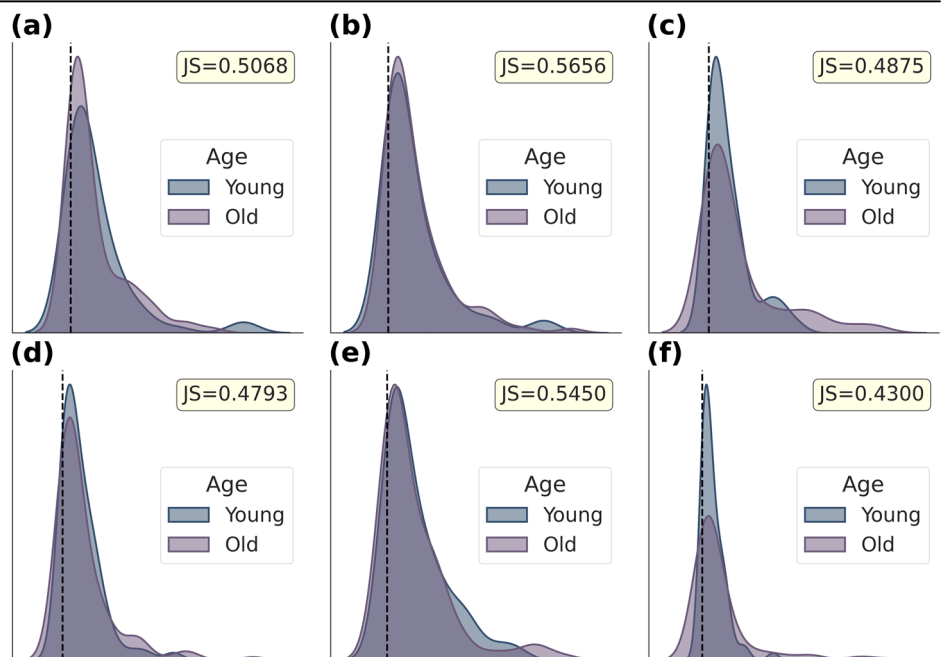 (a)
JS=0.5068
Age
Young
Old
(b)
JS=0.5656
Age
Young
Old
(c)
JS=0.4875
Age
Young
Old
(d)
JS=0.4793
Age
Young
Old
(e)
JS=0.5450
Age
Young
Old
(f)
JS=0.4300
Age
Young
Old